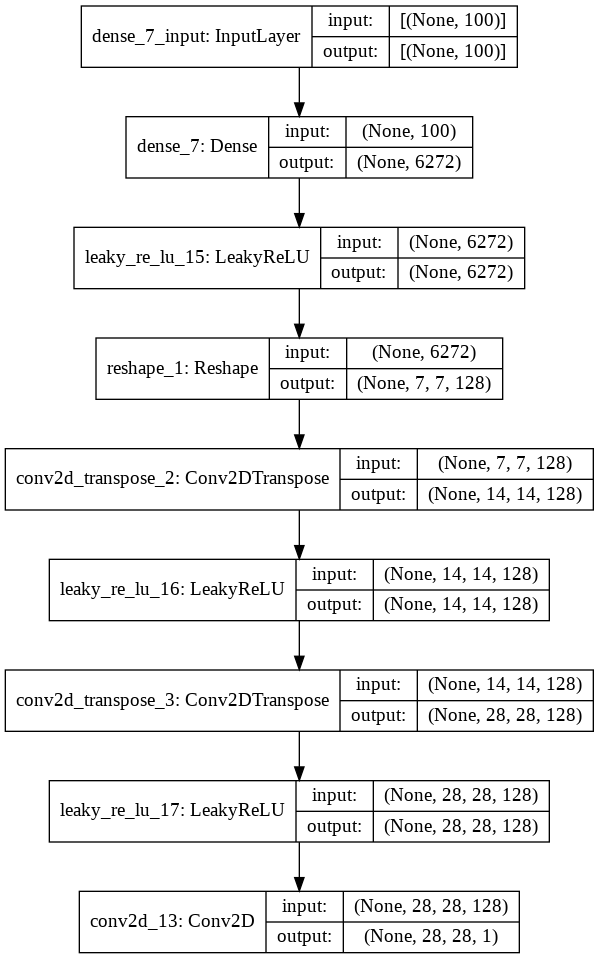 dense_7_input: InputLayer
input:
[(None, 100)]
output:
[(None, 100)]
dense_7: Dense
input:
(None, 100)
output:
(None, 6272)
leaky_re_lu_15: LeakyReLU
input:
(None, 6272)
output:
(None, 6272)
reshape_1: Reshape
input:
(None, 6272)
output:
(None, 7, 7, 128)
conv2d_transpose_2: Conv2DTranspose
input:
(None, 7, 7, 128)
output:
(None, 14, 14, 128)
leaky_re_lu_16: LeakyReLU
input:
(None, 14, 14, 128)
output:
(None, 14, 14, 128)
conv2d_transpose_3: Conv2DTranspose
input:
(None, 14, 14, 128)
output:
(None, 28, 28, 128)
leaky_re_lu_17: LeakyReLU
input:
(None, 28, 28, 128)
output:
(None, 28, 28, 128)
conv2d_13: Conv2D
input:
(None, 28, 28, 128)
output:
(None, 28, 28, 1)